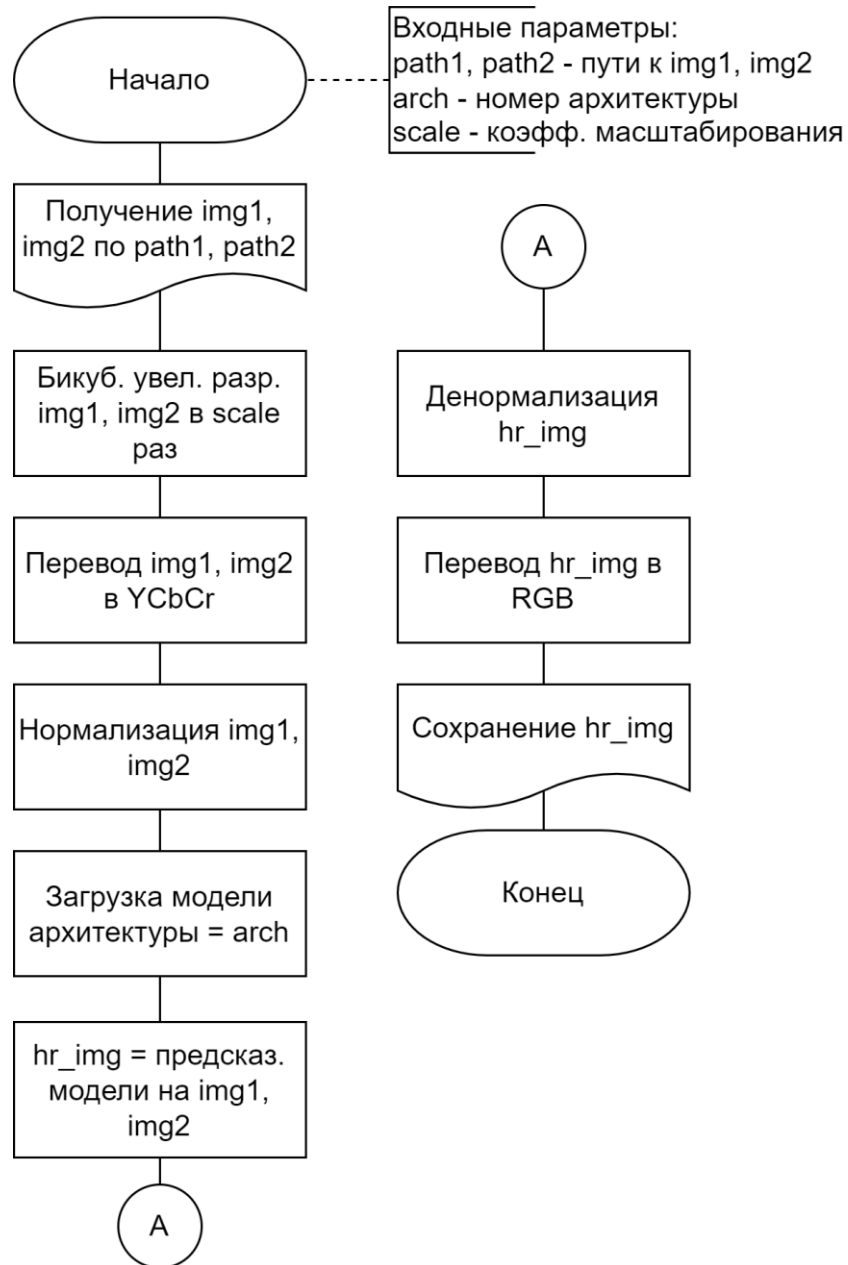 Начало
Входные параметры:
path1, path2 - пути к img1, img2
arch - номер архитектуры
scale - коэфф. масштабирования
Получение img1,
img2 по path1, path2
Бикуб. увел. разр.
img1, img2 в scale
раз
Перевод img1, img2
в YCbCr
Нормализация img1,
img2
Загрузка модели
архитектуры = arch
hr_img = предсказ.
модели на img1,
img2
А
А
Денормализация
hr_img
Перевод hr_img в
RGB
Сохранение hr_img
Конец